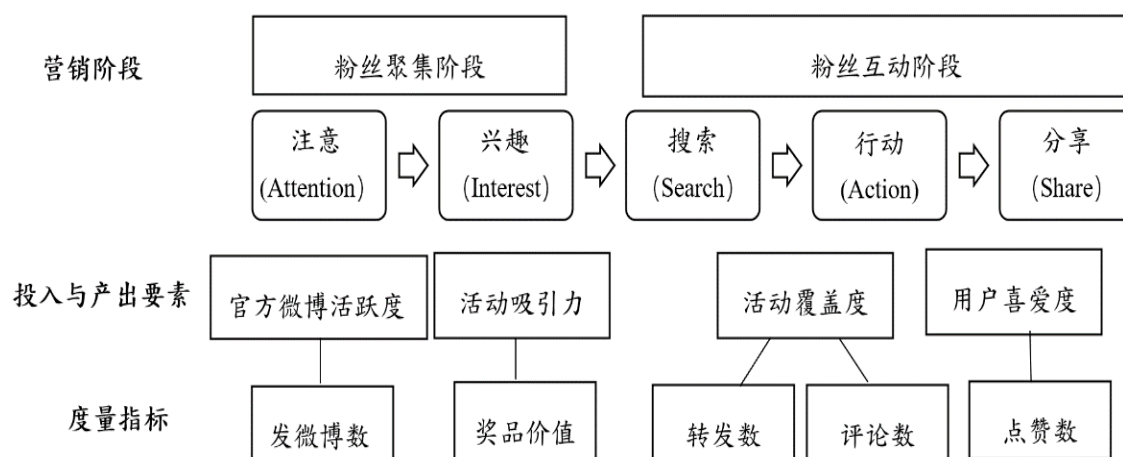 营销阶段
粉丝聚集阶段
粉丝互动阶段
注意
(Attention）
兴趣
（Interest）
搜索
（Search）
行动
(Action)
分享
（Share）
投入与产出要素
官方微博活跃度
活动吸引力
活动覆盖度
用户喜爱度
度量指标
发微博数
奖品价值
转发数
评论数
点赞数